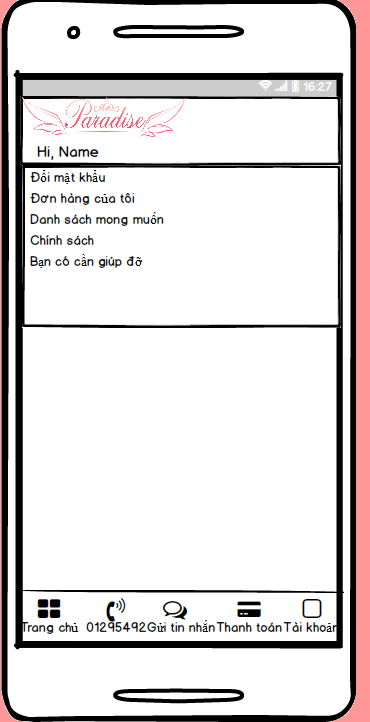 16:27
Paradise
Hi, Name
Đổi mật khẩu
Đơn hàng của tôi
Danh sách mong muốn
Chính sách
Bạn có cần giúp đỡ
Trang chủ 01295492 Gửi tin nhắn Thanh toán Tài khoản